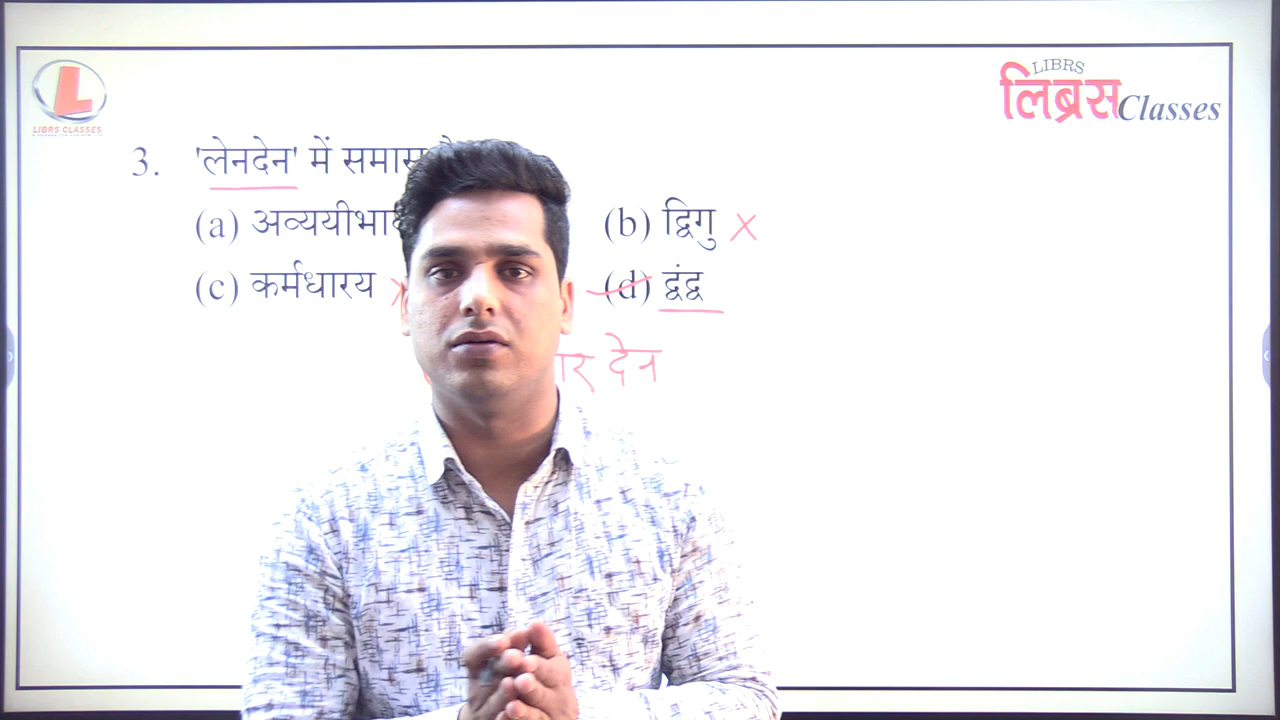 LIBRS CLASSES
LIBRS
लिब्रस Classes
3. 'लेनदेन' में समास
(a) अव्ययीभाव (b) द्विगु ×
(c) कर्मधारय × (d) द्वंद्व
देन